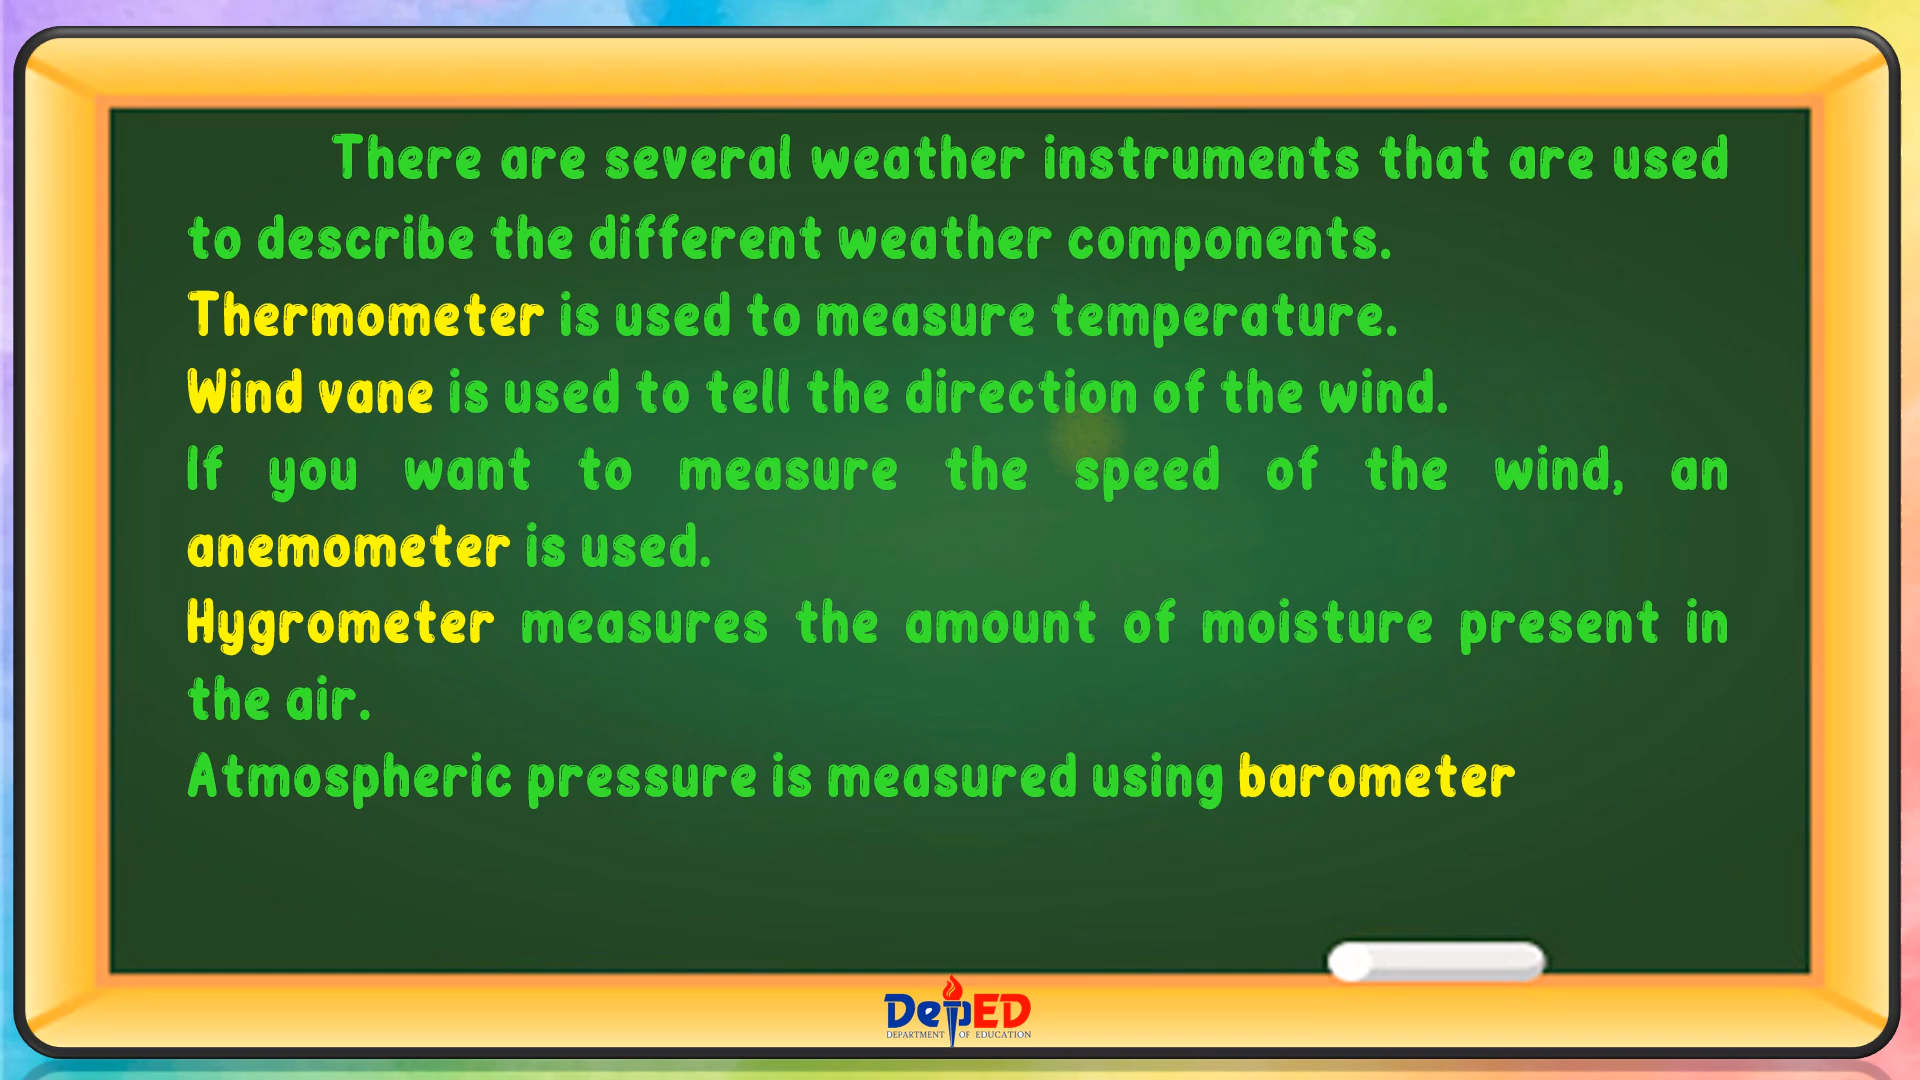 There are several weather instruments that are used
to describe the different weather components.
Thermometer is used to measure temperature.
Wind vane is used to tell the direction of the wind.
If you want to measure the speed of the wind, an
anemometer is used.
Hygrometer measures the amount of moisture present in
the air.
Atmospheric pressure is measured using barometer
DepED
DEPARTMENT OF EDUCATION